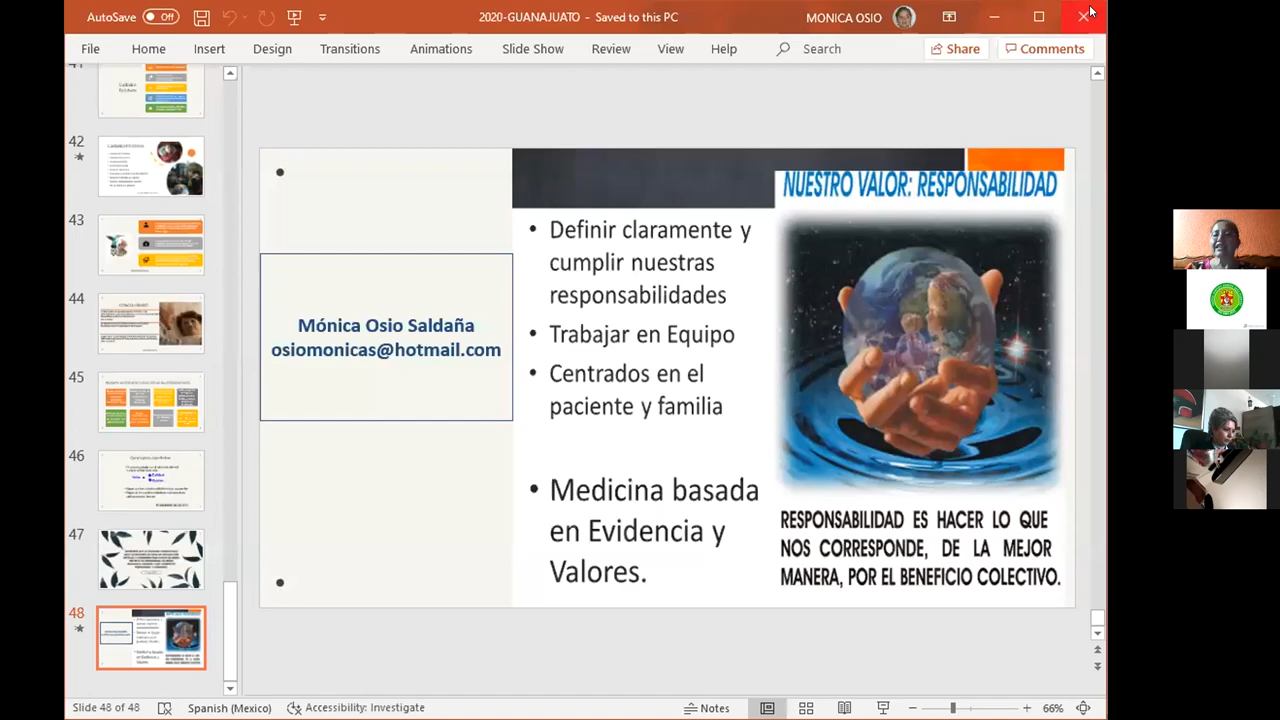 AutoSave Off
2020-GUANAJUATO - Saved to this PC
MONICA OSIO
File Home Insert Design Transitions Animations Slide Show Review View Help Search Share Comments
42
43
44
45
46
47
48
Mónica Osio Saldaña
osiomonicas@hotmail.com
• Definir claramente y
cumplir nuestras
responsabilidades
• Trabajar en Equipo
• Centrados en el
paciente y familia
• Medicina basada
en Evidencia y
Valores.
NUESTRO VALOR: RESPONSABILIDAD
RESPONSABILIDAD ES HACER LO QUE
NOS CORRESPONDE, DE LA MEJOR
MANERA, POR EL BENEFICIO COLECTIVO.
Slide 48 of 48 Spanish (Mexico) Accessibility: Investigate Notes 66%